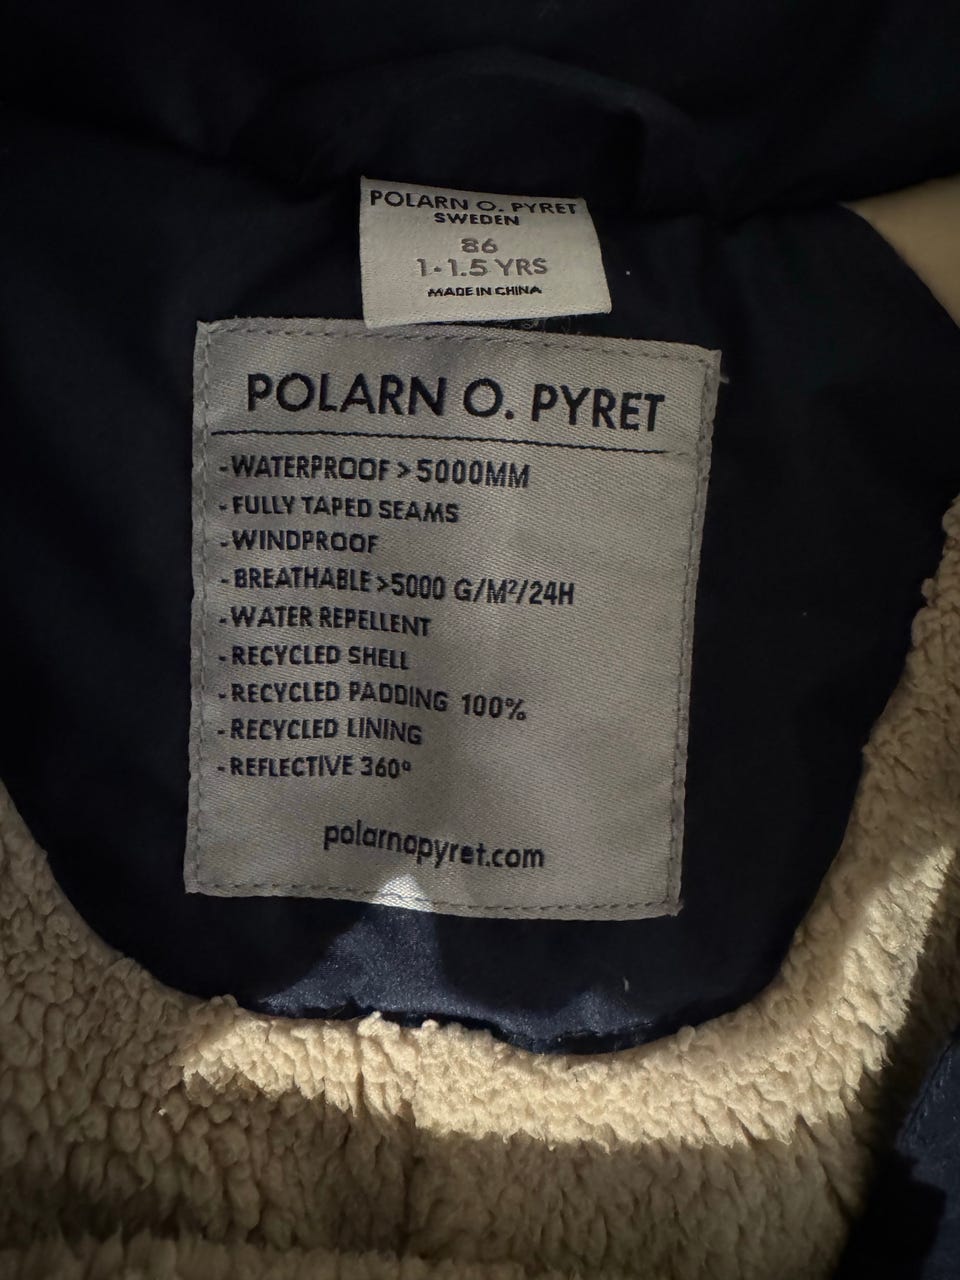 POLARN O. PYRET
SWEDEN
86
1-1.5 YRS
MADE IN CHINA
POLARN O. PYRET
-WATERPROOF >5000MM
-FULLY TAPED SEAMS
-WINDPROOF
-BREATHABLE >5000 G/M²/24H
-WATER REPELLENT
-RECYCLED SHELL
-RECYCLED PADDING 100%
-RECYCLED LINING
-REFLECTIVE 360°
polarnopyret.com